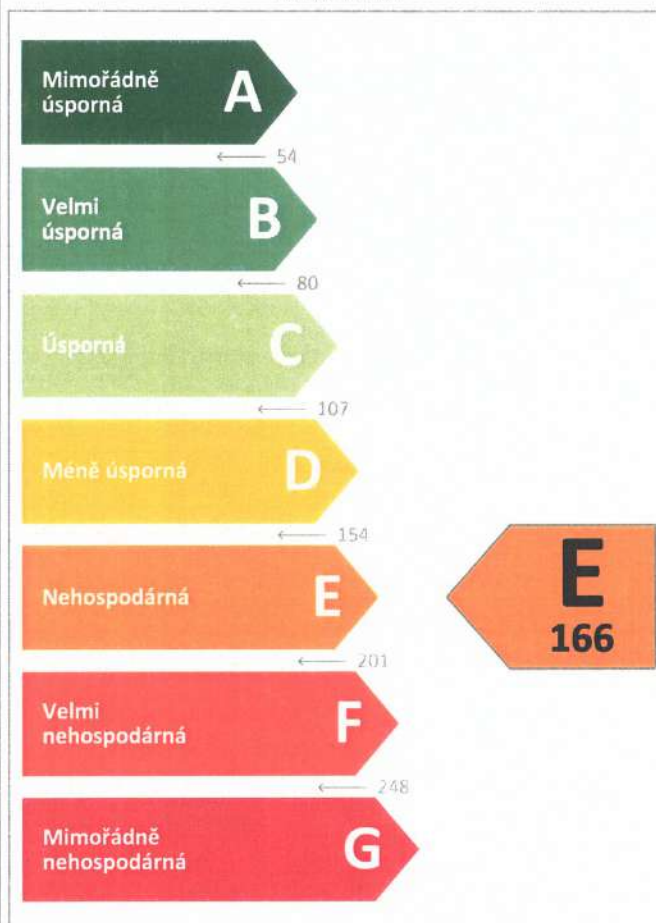 Mimořádně
úsporná
A
54
Velmi
úsporná
B
80
Úsporná
C
107
Méně úsporná
D
154
Nehospodárná
E
201
E
166
Velmi
nehospodárná
F
248
Mimořádně
nehospodárná
G